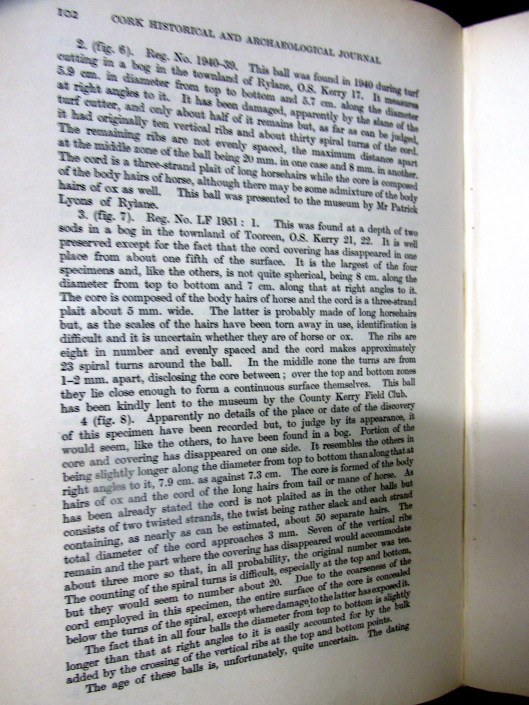 102 CORK HISTORICAL AND ARCHAEOLOGICAL JOURNAL
2. (fig. 6). Reg. No. 1940-39. This ball was found in 1940 during turf
cutting in a bog in the townland of Rylane, O.S. Kerry 17. It measures
5.9 cm. in diameter from top to bottom and 5.7 cm. along the diameter
at right angles to it. It has been damaged, apparently by the slane of the
turf cutter, and only about half of it remains but, as far as can be judged,
it had originally ten vertical ribs and about thirty spiral turns of the cord.
The remaining ribs are not evenly spaced, the maximum distance apart
at the middle zone of the ball being 20 mm. in one case and 8 mm. in another.
The cord is a three-strand plait of long horsehairs while the core is composed
of the body hairs of horse, although there may be some admixture of the body
hairs of ox as well. This ball was presented to the museum by Mr Patrick
Lyons of Rylane.
3. (fig. 7). Reg. No. LF 1951 : 1. This was found at a depth of two
sods in a bog in the townland of Tooreen, O.S. Kerry 21, 22. It is well
preserved except for the fact that the cord covering has disappeared in one
place from about one fifth of the surface. It is the largest of the four
specimens and, like the others, is not quite spherical, being 8 cm. along the
diameter from top to bottom and 7 cm. along that at right angles to it.
The core is composed of the body hairs of horse and the cord is a three-strand
plait about 5 mm. wide. The latter is probably made of long horsehairs
but, as the scales of the hairs have been torn away in use, identification is
difficult and it is uncertain whether they are of horse or ox. The ribs are
eight in number and evenly spaced and the cord makes approximately
23 spiral turns around the ball. In the middle zone the turns are from
1–2 mm. apart, disclosing the core between ; over the top and bottom zones
they lie close enough to form a continuous surface themselves. This ball
has been kindly lent to the museum by the County Kerry Field Club.
4 (fig. 8). Apparently no details of the place or date of the discovery
of this specimen have been recorded but, to judge by its appearance, it
would seem, like the others, to have been found in a bog. Portion of the
core and covering has disappeared on one side. It resembles the others in
being slightly longer along the diameter from top to bottom than along that at
right angles to it, 7.9 cm. as against 7.3 cm. The core is formed of the body
hairs of ox and the cord of the long hairs from tail or mane of horse. As
has been already stated the cord is not plaited as in the other balls but
consists of two twisted strands, the twist being rather slack and each strand
containing, as nearly as can be estimated, about 50 separate hairs. The
total diameter of the cord approaches 3 mm. Seven of the vertical ribs
remain and the part where the covering has disappeared would accommodate
about three more so that, in all probability, the original number was ten.
The counting of the spiral turns is difficult, especially at the top and bottom,
but they would seem to number about 20. Due to the coarseness of the
cord employed in this specimen, the entire surface of the core is concealed
below the turns of the spiral, except where damage to the latter has exposed it.
The fact that in all four balls the diameter from top to bottom is slightly
longer than that at right angles to it is easily accounted for by the bulk
added by the crossing of the vertical ribs at the top and bottom points.
The age of these balls is, unfortunately, quite uncertain. The dating